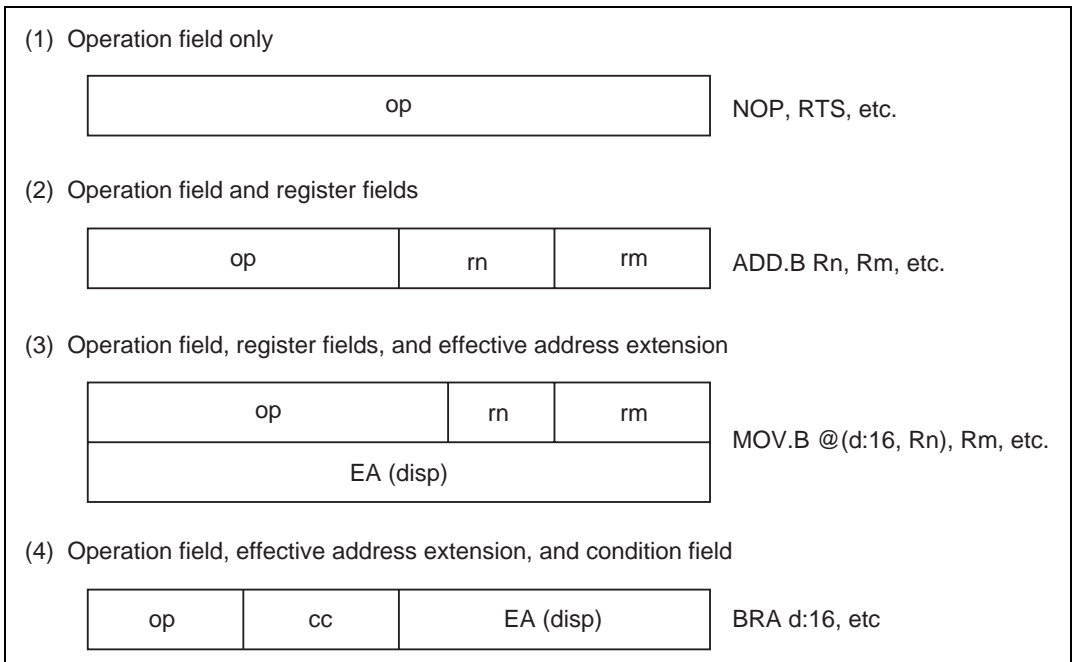 (1) Operation field only
op
NOP, RTS, etc.
(2) Operation field and register fields
op rn rm
ADD.B Rn, Rm, etc.
(3) Operation field, register fields, and effective address extension
op rn rm
EA (disp)
MOV.B @(d:16, Rn), Rm, etc.
(4) Operation field, effective address extension, and condition field
op cc EA (disp)
BRA d:16, etc